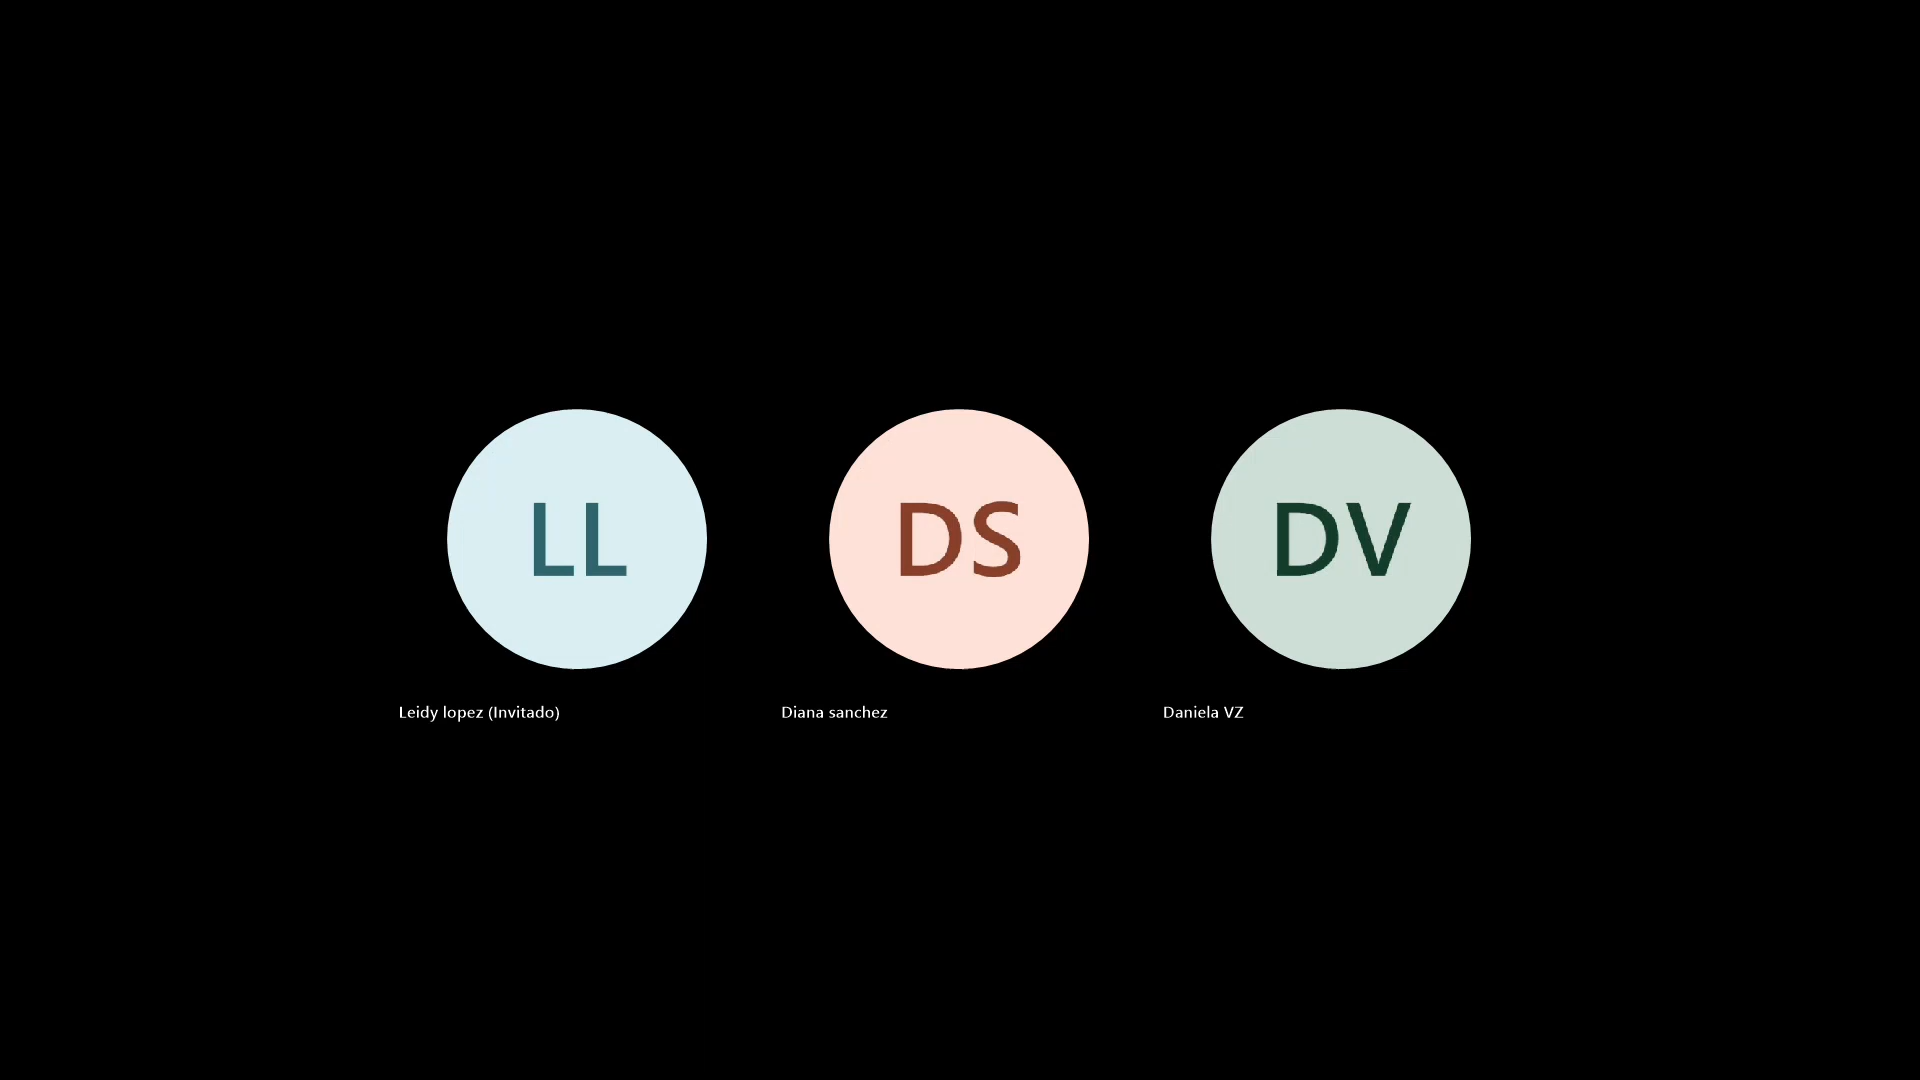 LL
DS
DV
Leidy lopez (Invitado)
Diana sanchez
Daniela VZ